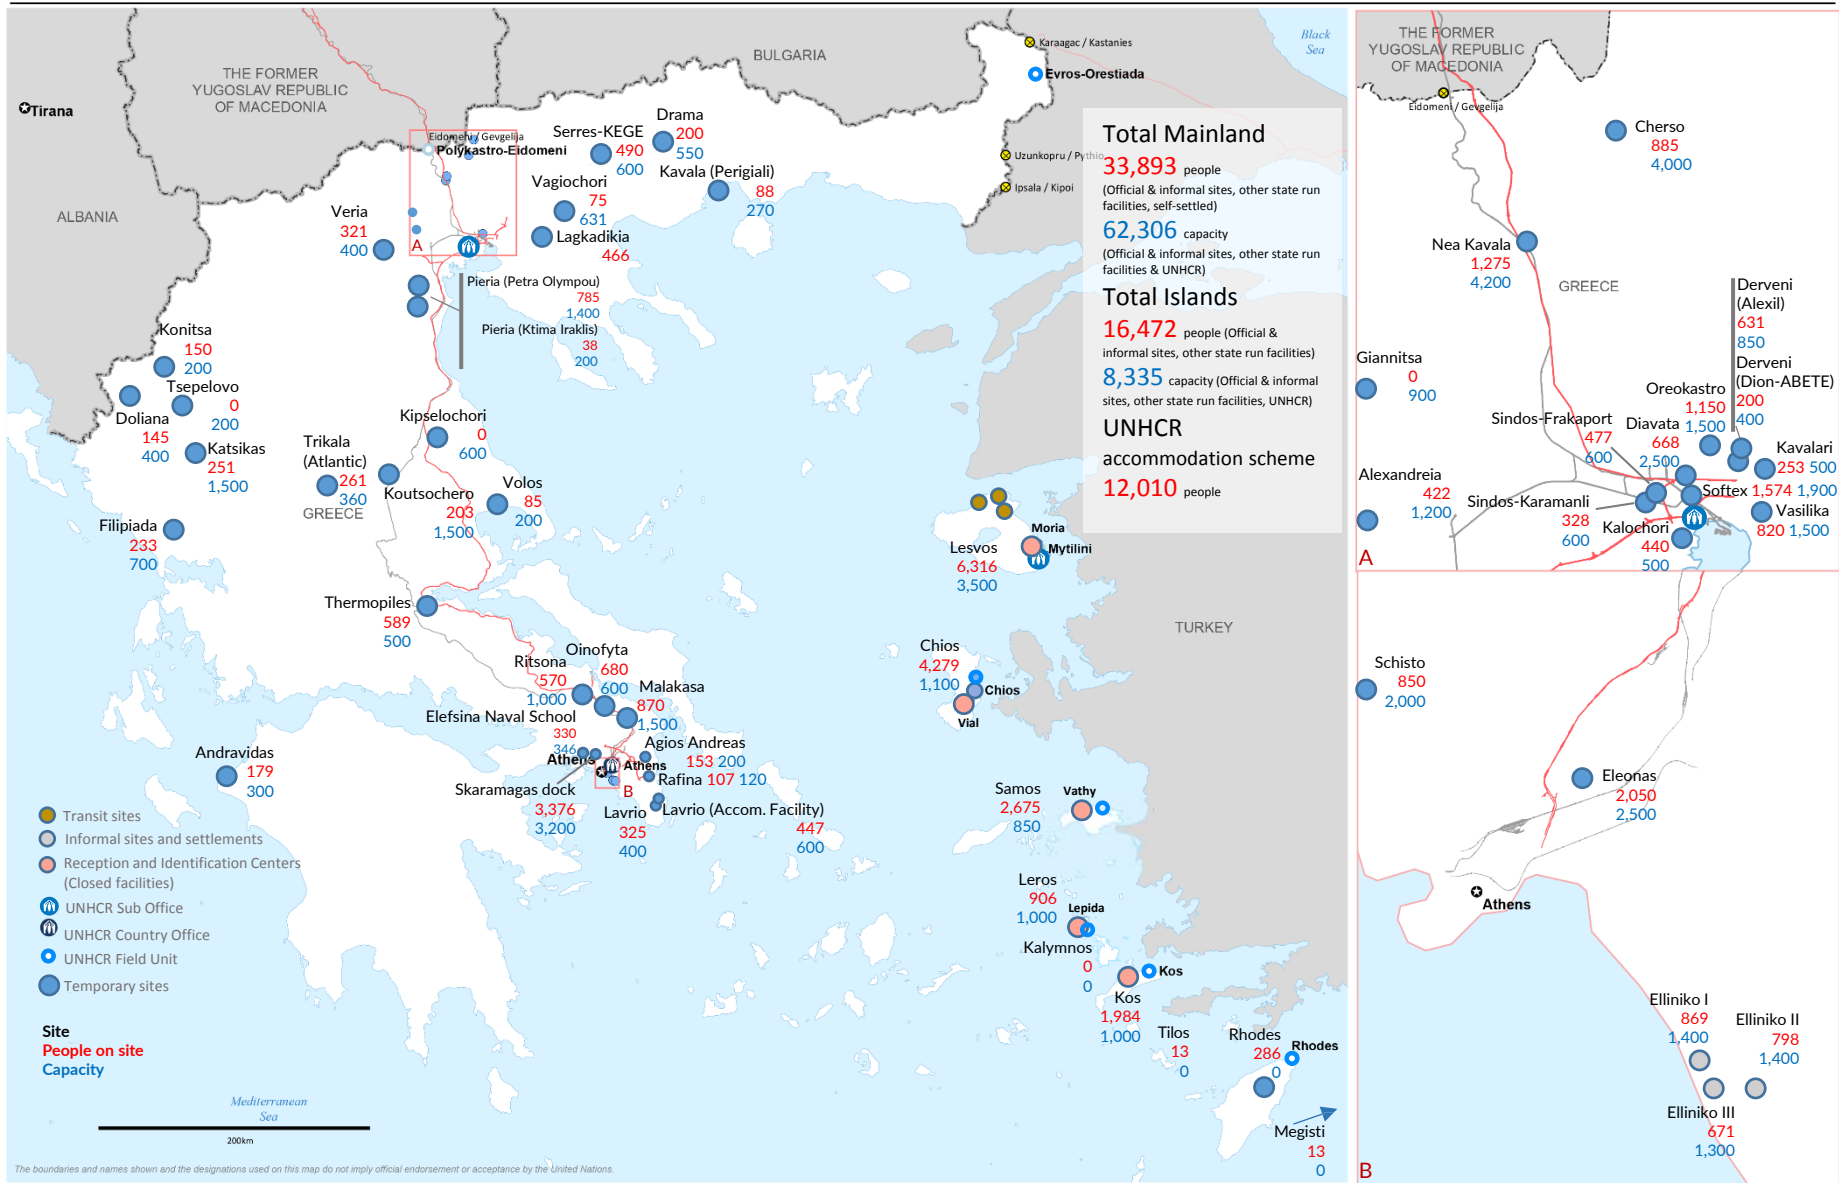 BULGARIA
Black
Sea
Karaagac / Kastanies
Evros-Orestiada
THE FORMER
YUGOSLAV REPUBLIC
OF MACEDONIA
Tirana
ALBANIA
Eidomeni / Gevgelija
Polykastro-Eidomeni
A
Serres-KEGE
490
600
Drama
200
550
Kavala (Perigiali)
88
270
Vagiochori
75
631
Lagkadikia
466
Uzunkopru / Pythio
Ipsala / Kipoi
Veria
321
400
Pieria (Petra Olympou)
785
1,400
Pieria (Ktima Iraklis)
38
200
Konitsa
150
200
Tsepelovo
0
200
Doliana
145
400
Katsikas
251
1,500
Filipiada
233
700
Trikala
(Atlantic)
261
360
GREECE
Kipselochori
0
600
Koutsochero
203
1,500
Volos
85
200
Thermopiles
589
500
Oinofyta
680
600
Ritsona
570
1,000
Malakasa
870
1,500
Elefsina Naval School
330
346
Athens
Athens
B
Agios Andreas
153 200
Rafina 107 120
Skaramagas dock
3,376
3,200
Lavrio
325
400
Lavrio (Accom. Facility)
447
600
Andravidas
179
300
Total Mainland
33,893 people
(Official & informal sites, other state run
facilities, self-settled)
62,306 capacity
(Official & informal sites, other state run
facilities & UNHCR)
Total Islands
16,472 people (Official &
informal sites, other state run facilities)
8,335 capacity (Official & informal
sites, other state run facilities, UNHCR)
UNHCR
accommodation scheme
12,010 people
Moria
Mytilini
Lesvos
6,316
3,500
TURKEY
Chios
4,279
1,100
Chios
Vial
Samos
2,675
850
Vathy
Leros
906
1,000
Lepida
Kalymnos
0
0
Kos
Kos
1,984
1,000
Tilos
13
0
Rhodes
286
0
Rhodes
Megisti
13
0
Transit sites
Informal sites and settlements
Reception and Identification Centers
(Closed facilities)
UNHCR Sub Office
UNHCR Country Office
UNHCR Field Unit
Temporary sites
Site
People on site
Capacity
Mediterranean
Sea
200km
The boundaries and names shown and the designations used on this map do not imply official endorsement or acceptance by the United Nations.
THE FORMER
YUGOSLAV REPUBLIC
OF MACEDONIA
Eidomeni / Gevgelija
Cherso
885
4,000
Nea Kavala
1,275
4,200
GREECE
Derveni
(Alexil)
631
850
Derveni
(Dion-ABETE)
200
400
Giannitsa
0
900
Oreokastro
1,150
1,500
Sindos-Frakaport
477
600
Diavata
668
2,500
Kavalari
253 500
Alexandreia
422
1,200
Softex 1,574 1,900
Sindos-Karamanli
328
600
Vasilika
820 1,500
Kalochori
440
500
A
Schisto
850
2,000
Eleonas
2,050
2,500
Athens
Elliniko I
869
1,400
Elliniko II
798
1,400
Elliniko III
671
1,300
B